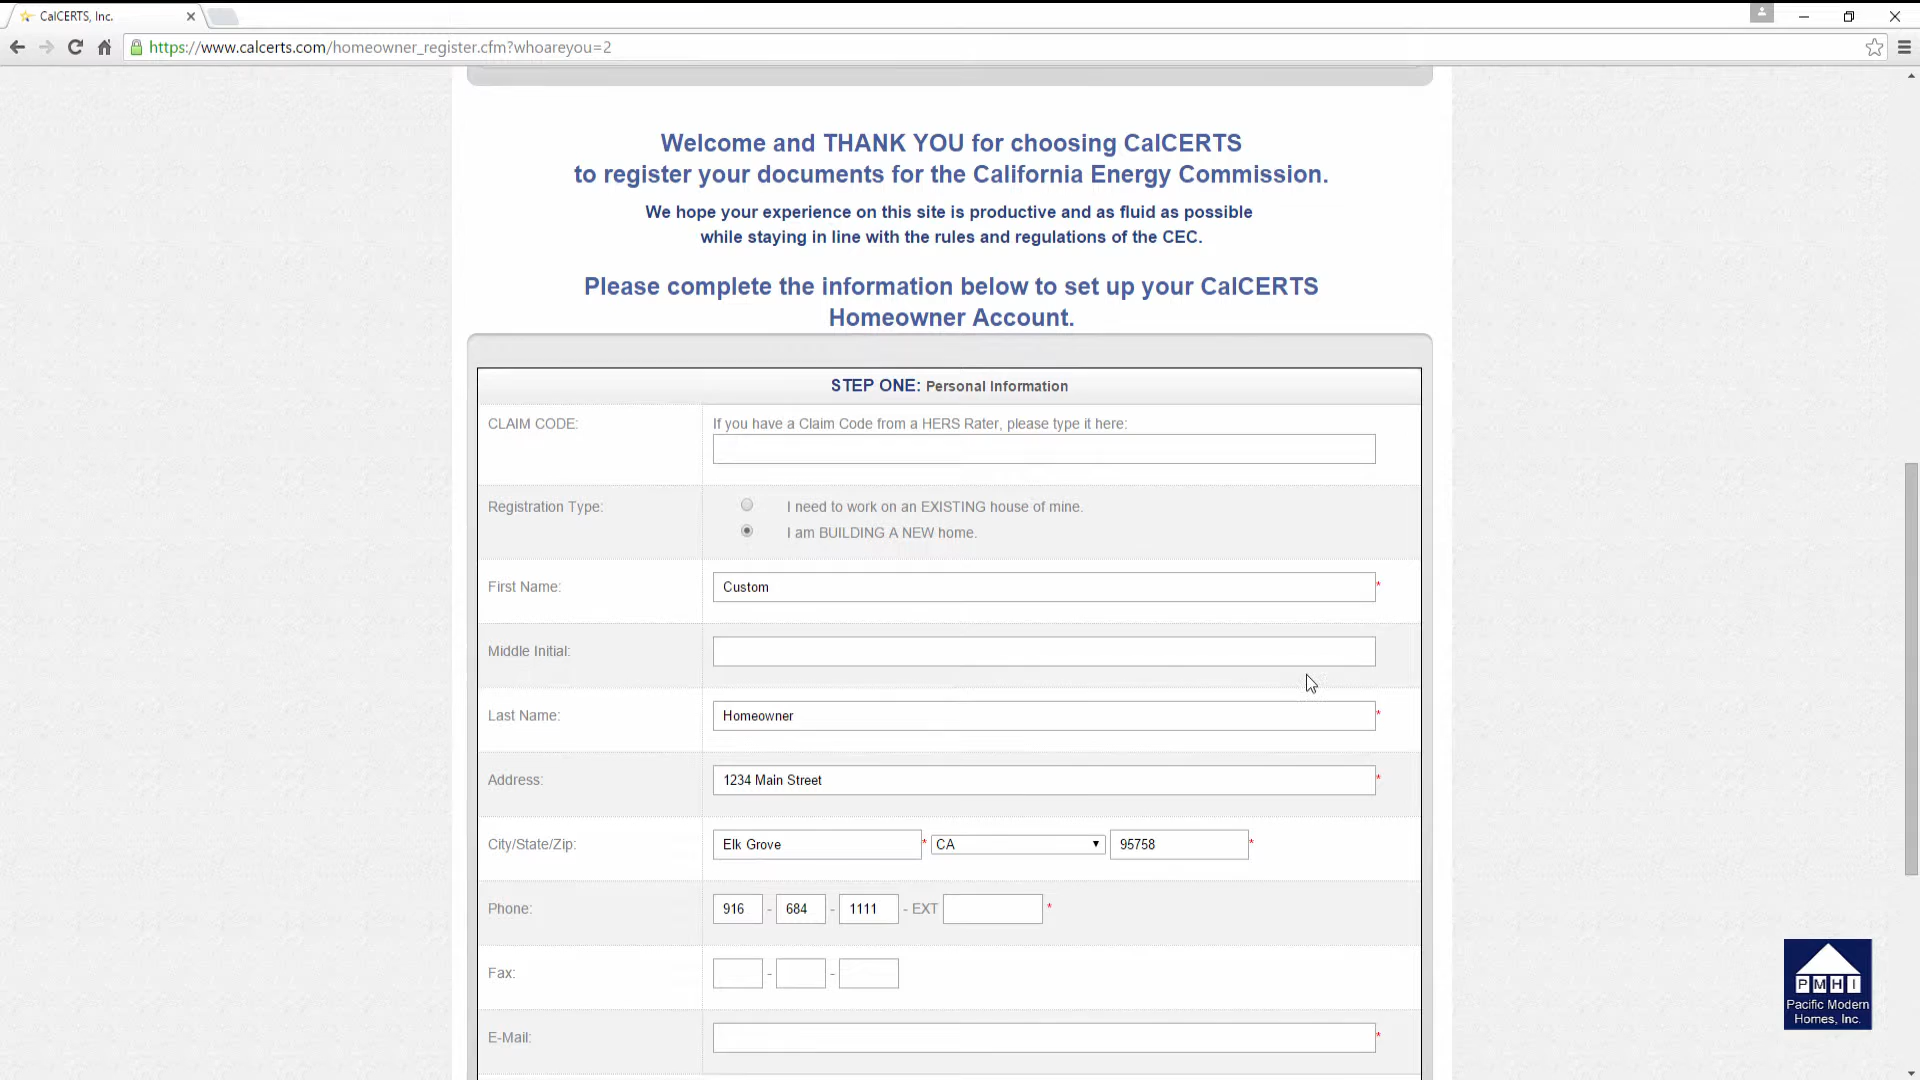 CalCERTS, Inc.
https://www.calcerts.com/homeowner_register.cfm?whoareyou=2
Welcome and THANK YOU for choosing CalCERTS
to register your documents for the California Energy Commission.
We hope your experience on this site is productive and as fluid as possible
while staying in line with the rules and regulations of the CEC.
Please complete the information below to set up your CalCERTS
Homeowner Account.
STEP ONE: Personal Information
CLAIM CODE: If you have a Claim Code from a HERS Rater, please type it here:
Registration Type: I need to work on an EXISTING house of mine.
I am BUILDING A NEW home.
First Name: Custom *
Middle Initial:
Last Name: Homeowner *
Address: 1234 Main Street *
City/State/Zip: Elk Grove * CA 95758 *
Phone: 916 - 684 - 1111 - EXT *
Fax: - -
E-Mail: *
PMHI
Pacific Modern
Homes, Inc.